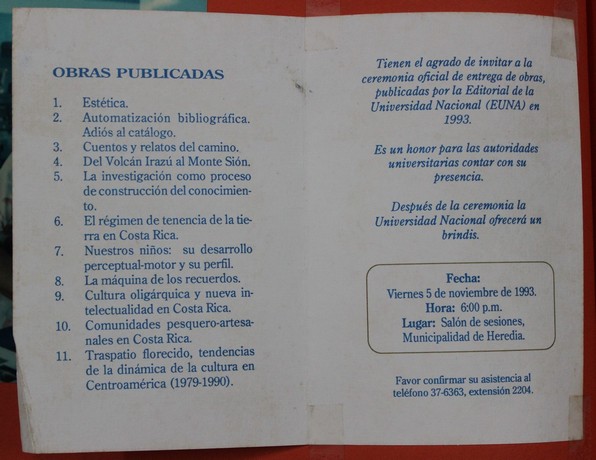 OBRAS PUBLICADAS
1. Estética.
2. Automatización bibliográfica.
Adiós al catálogo.
3. Cuentos y relatos del camino.
4. Del Volcán Irazú al Monte Sión.
5. La investigación como proceso
de construcción del conocimien-
to.
6. El régimen de tenencia de la tie-
rra en Costa Rica.
7. Nuestros niños: su desarrollo
perceptual-motor y su perfil.
8. La máquina de los recuerdos.
9. Cultura oligárquica y nueva in-
telectualidad en Costa Rica.
10. Comunidades pesquero-artesa-
nales en Costa Rica.
11. Traspatio florecido, tendencias
de la dinámica de la cultura en
Centroamérica (1979-1990).
Tienen el agrado de invitar a la
ceremonia oficial de entrega de obras,
publicadas por la Editorial de la
Universidad Nacional (EUNA) en
1993.
Es un honor para las autoridades
universitarias contar con su
presencia.
Después de la ceremonia la
Universidad Nacional ofrecerá un
brindis.
Fecha:
Viernes 5 de noviembre de 1993.
Hora: 6:00 p.m.
Lugar: Salón de sesiones,
Municipalidad de Heredia.
Favor confirmar su asistencia al
teléfono 37-6363, extensión 2204.